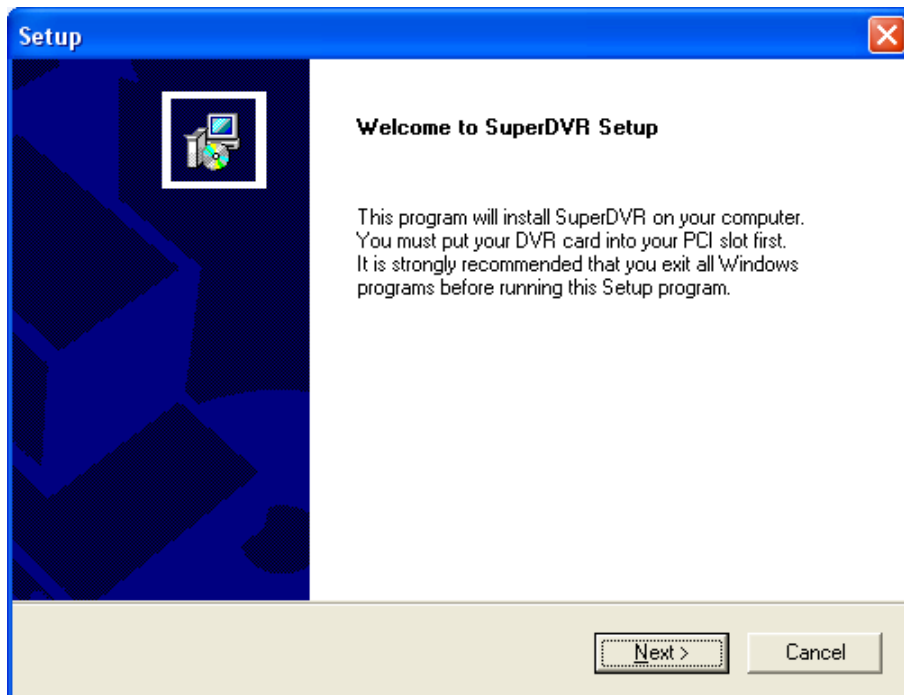 Setup
Welcome to SuperDVR Setup
This program will install SuperDVR on your computer.
You must put your DVR card into your PCI slot first.
It is strongly recommended that you exit all Windows
programs before running this Setup program.
Next >
Cancel